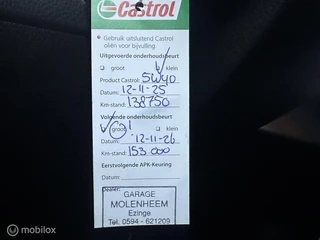 Castrol
Gebruik uitsluitend Castrol
oliën voor bijvulling.
Uitgevoerde onderhoudsbeurt
groot klein
Product Castrol: 5W40
Datum: 12-11-25
Km-stand: 138750
Volgende onderhoudsbeurt
groot klein
Datum: 12-11-26
Km-stand: 153.000
Eerstvolgende APK-Keuring
Datum:
Dealer:
GARAGE
MOLENHEEM
Ezinge
Tel. 0594 - 621209
Mobilox